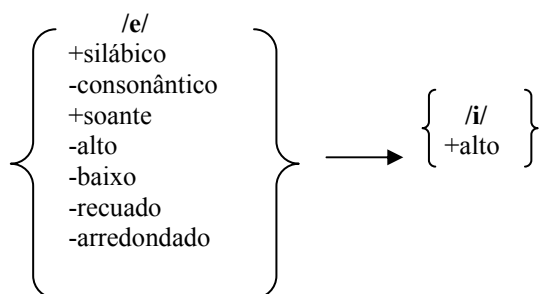 /e/
+silábico
-consonântico
+soante
-alto
-baixo
-recuado
-arredondado
/i/
+alto